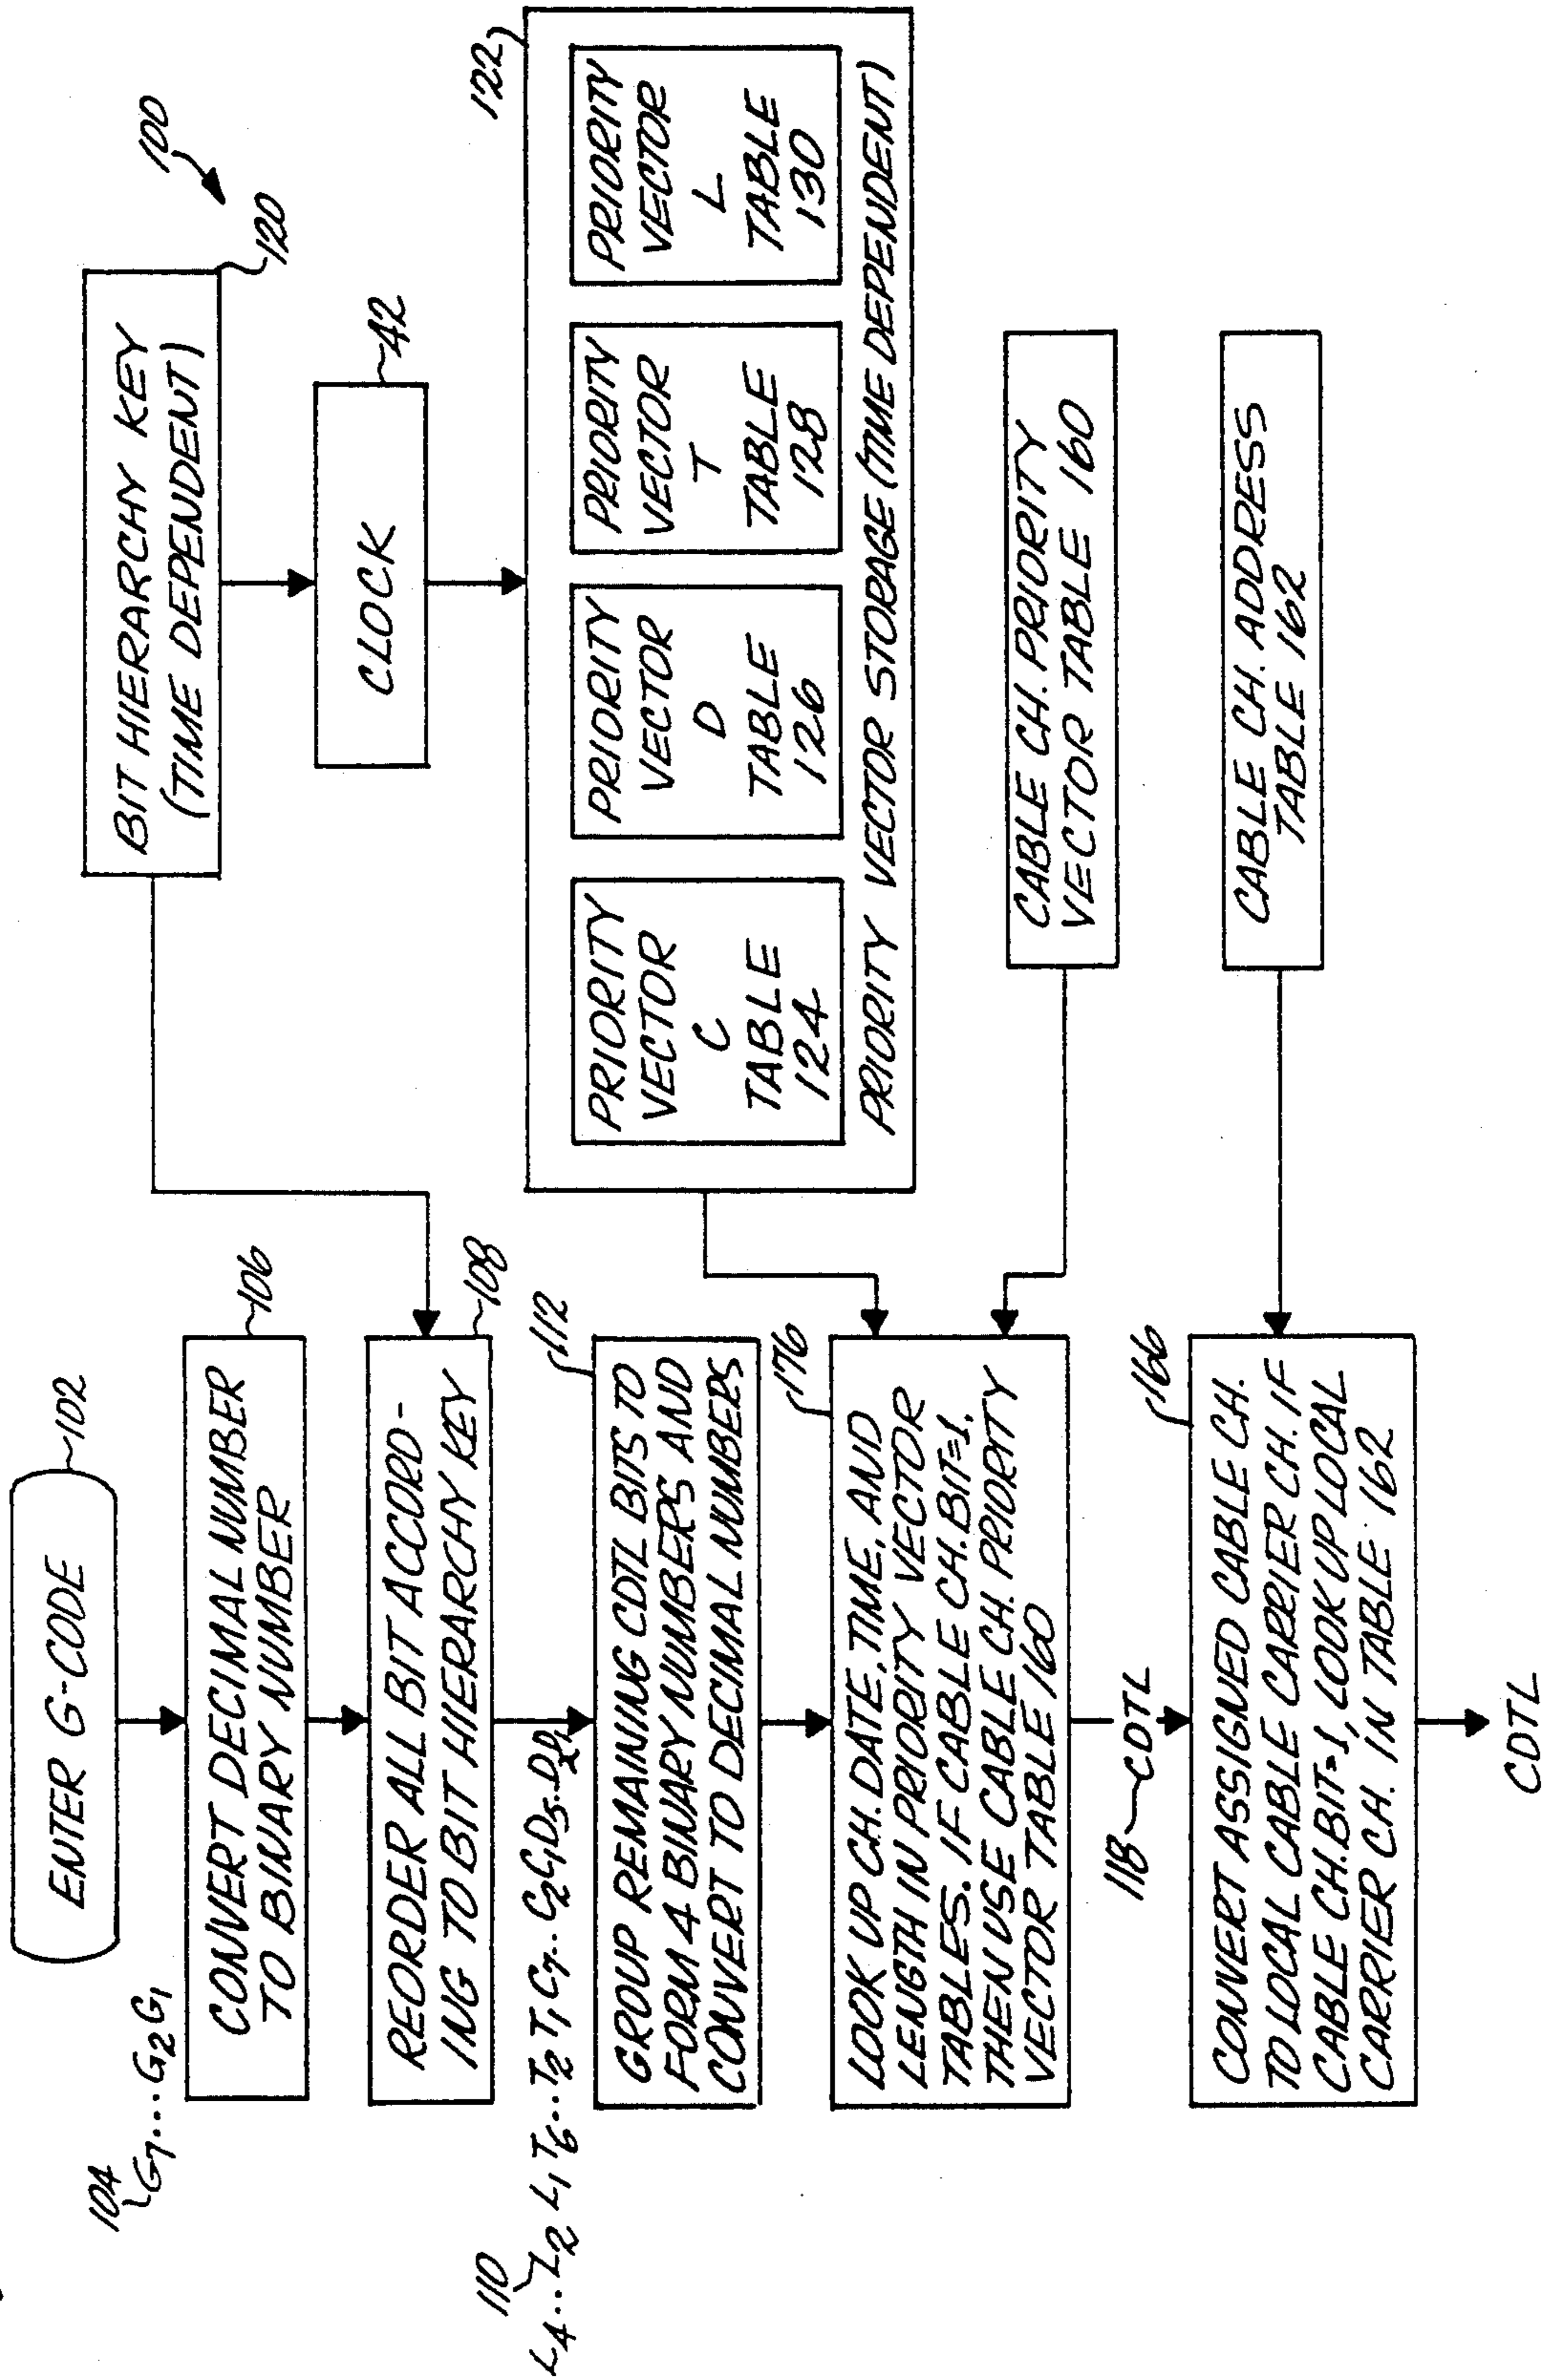 ENTER G-CODE
102
104
G7...G2 G1
CONVERT DECIMAL NUMBER
TO BINARY NUMBER
106
REORDER ALL BIT ACCORD-
ING TO BIT HIERARCHY KEY
108
110
L4...L2 L1 T6...T2 T1 C7...C2 C1 D5...D2 D1
GROUP REMAINING CDTL BITS TO
FORM 4 BINARY NUMBERS AND
CONVERT TO DECIMAL NUMBERS
112
LOOK UP CH. DATE, TIME, AND
LENGTH IN PRIORITY VECTOR
TABLES. IF CABLE CH. BIT=1,
THEN USE CABLE CH. PRIORITY
VECTOR TABLE 160
176
118
CDTL
CONVERT ASSIGNED CABLE CH.
TO LOCAL CABLE CARRIER CH. IF
CABLE CH. BIT=1, LOOK UP LOCAL
CARRIER CH. IN TABLE 162
166
CDTL
100
BIT HIERARCHY KEY
(TIME DEPENDENT)
120
CLOCK
42
122
PRIORITY
VECTOR
C
TABLE
124
PRIORITY
VECTOR
D
TABLE
126
PRIORITY
VECTOR
T
TABLE
128
PRIORITY
VECTOR
L
TABLE
130
PRIORITY VECTOR STORAGE (TIME DEPENDENT)
CABLE CH. PRIORITY
VECTOR TABLE 160
CABLE CH. ADDRESS
TABLE 162